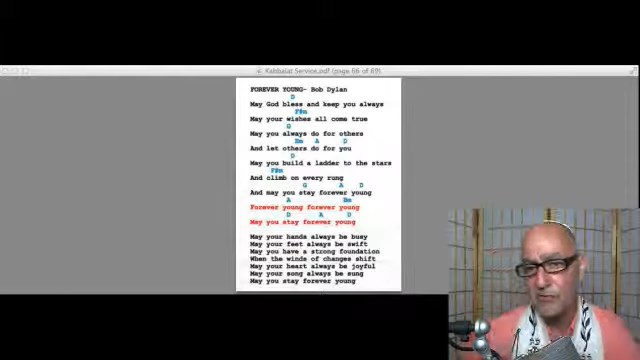 Kabbalat Service.pdf (page 66 of 69)
FOREVER YOUNG- Bob Dylan
D
May God bless and keep you always
F#m
May your wishes all come true
G
May you always do for others
Em A D
And let others do for you
D
May you build a ladder to the stars
F#m
And climb on every rung
G A D
And may you stay forever young
A Bm
Forever young forever young
D A D
May you stay forever young
May your hands always be busy
May your feet always be swift
May you have a strong foundation
When the winds of changes shift
May your heart always be joyful
May your song always be sung
May you stay forever young